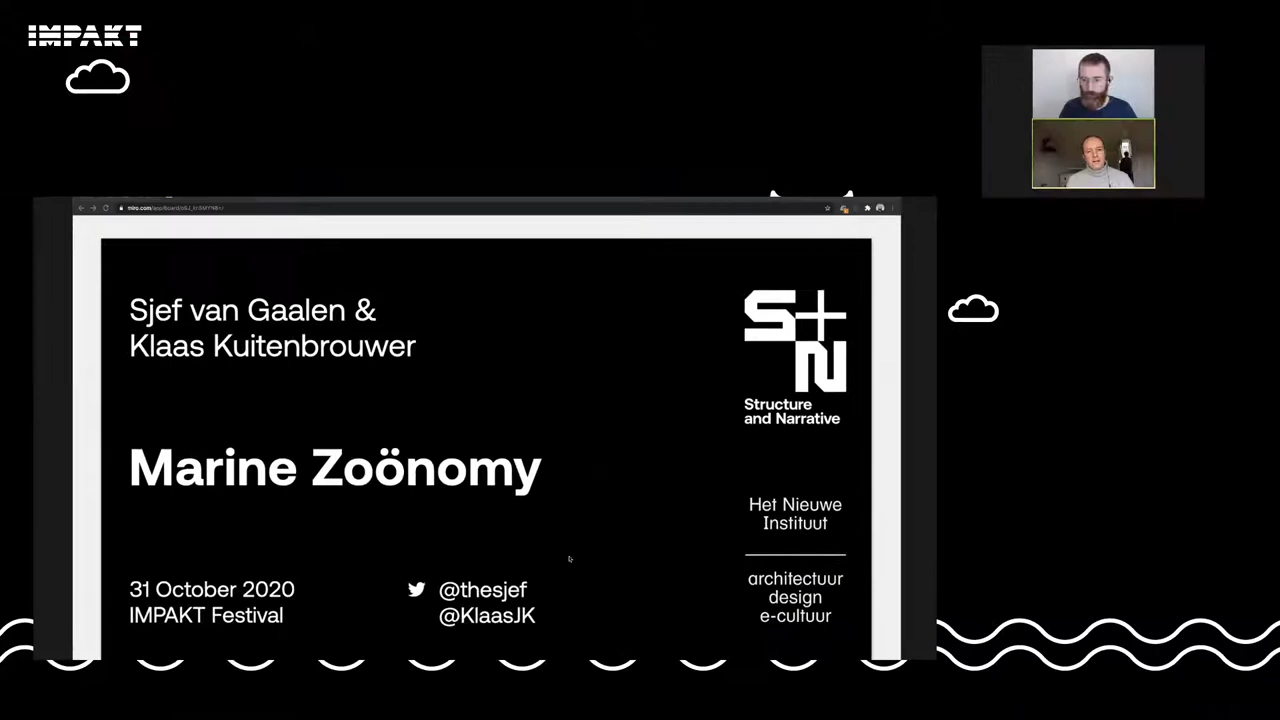 IMPAKT
Sjef van Gaalen &
Klaas Kuitenbrouwer
S+N
Structure
and Narrative
Marine Zoönomy
Het Nieuwe
Instituut
architectuur
design
e-cultuur
31 October 2020
IMPAKT Festival
@thesjef
@KlaasJK